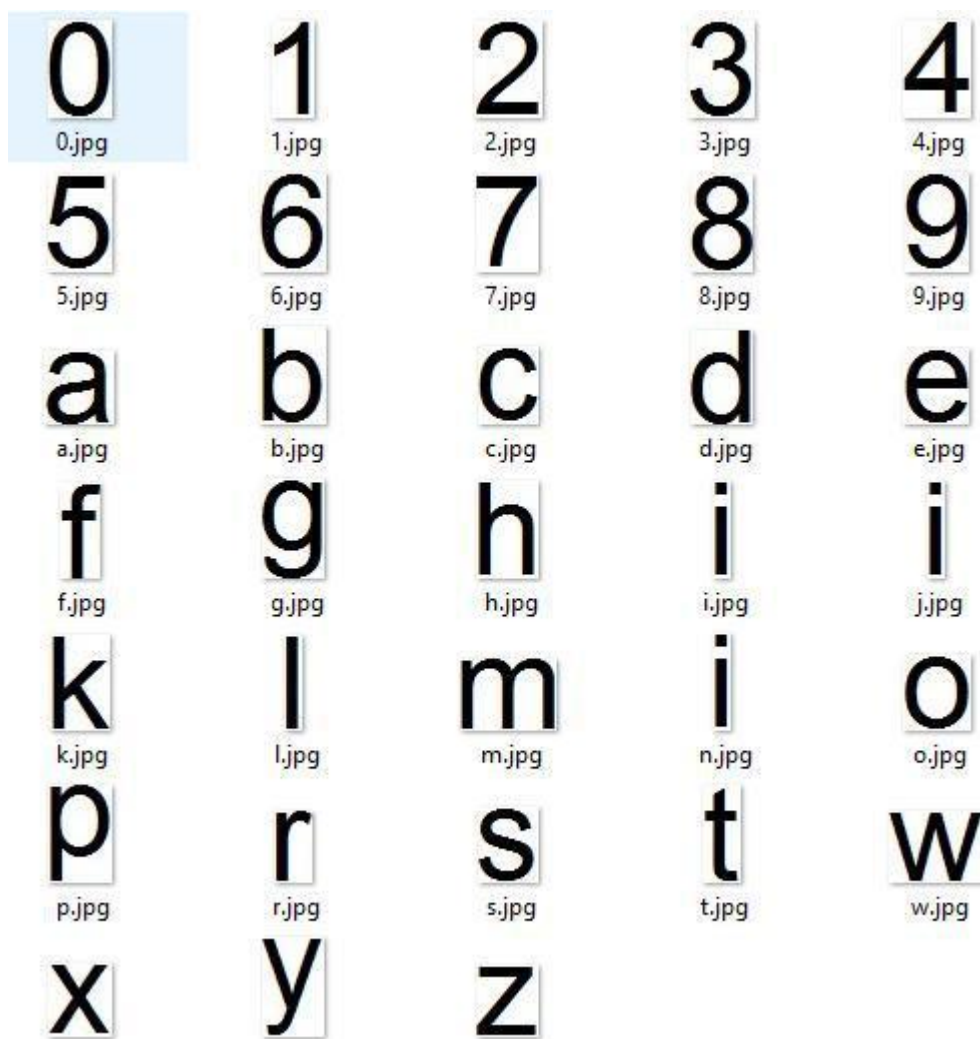 0 1 2 3 4
0.jpg 1.jpg 2.jpg 3.jpg 4.jpg
5 6 7 8 9
5.jpg 6.jpg 7.jpg 8.jpg 9.jpg
a b c d e
a.jpg b.jpg c.jpg d.jpg e.jpg
f g h i i
f.jpg g.jpg h.jpg i.jpg j.jpg
k l m i o
k.jpg l.jpg m.jpg n.jpg o.jpg
p r s t w
p.jpg r.jpg s.jpg t.jpg w.jpg
x y z